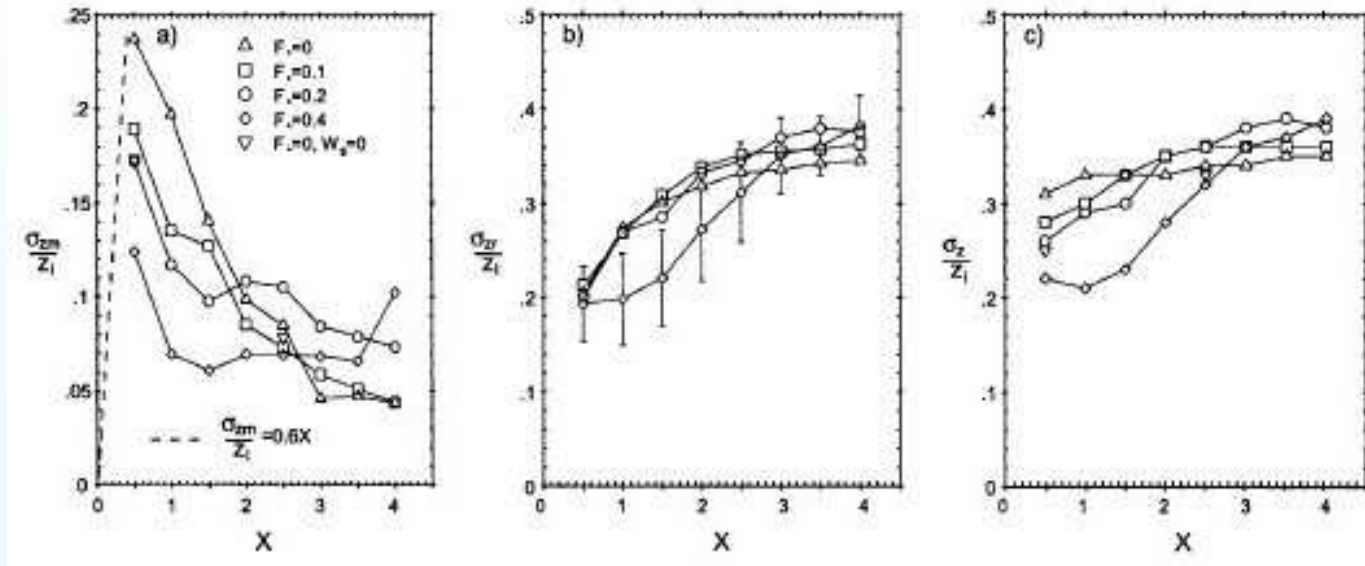 a)
F*=0
F*=0.1
F*=0.2
F*=0.4
F*=0, Wg=0
.25
.2
.15
.1
.05
0
σzm
zi
σzm
zi =0.6X
0 1 2 3 4
X
b)
.5
.4
.3
.2
.1
0
σzr
zi
0 1 2 3 4
X
c)
.5
.4
.3
.2
.1
0
σz
zi
0 1 2 3 4
X